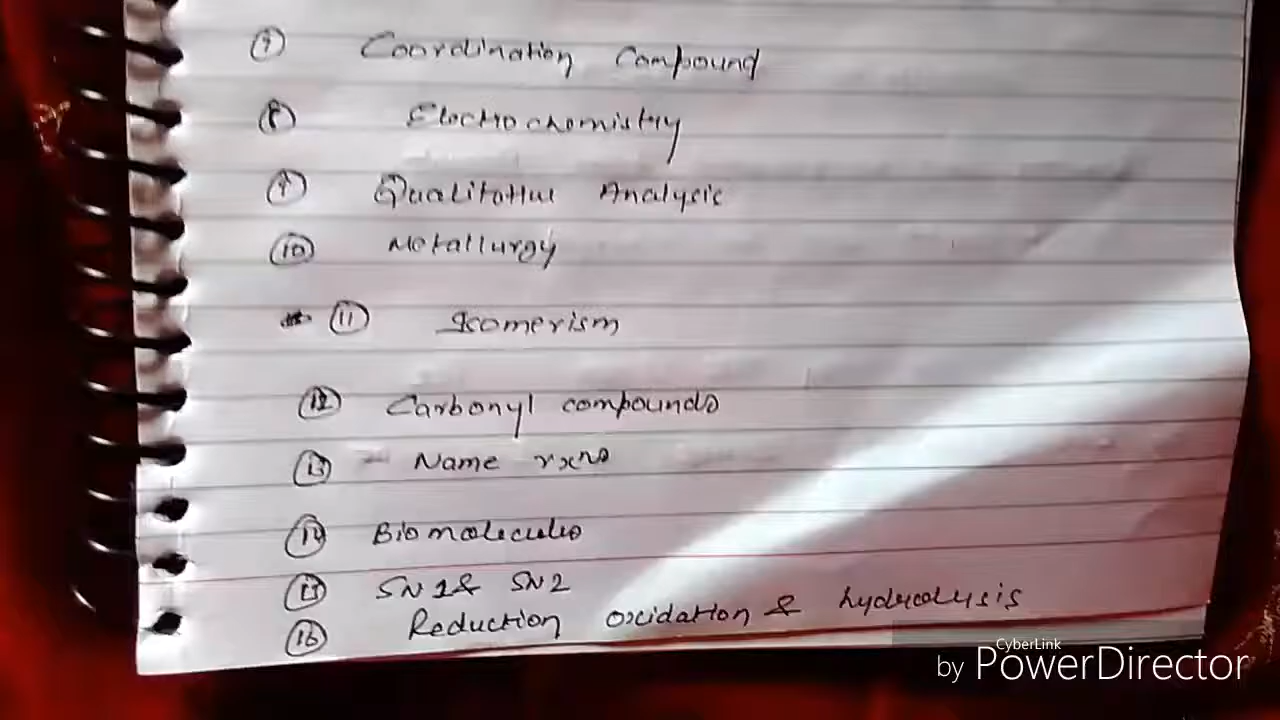 7 Coordination Compound
8 Electrochemistry
9 Qualitative Analysis
10 Metallurgy
11 Isomerism
12 Carbonyl compounds
13 Name rxns
14 Biomolecules
15 SN1 & SN2
16 Reduction oxidation & hydrolysis
CyberLink
by PowerDirector